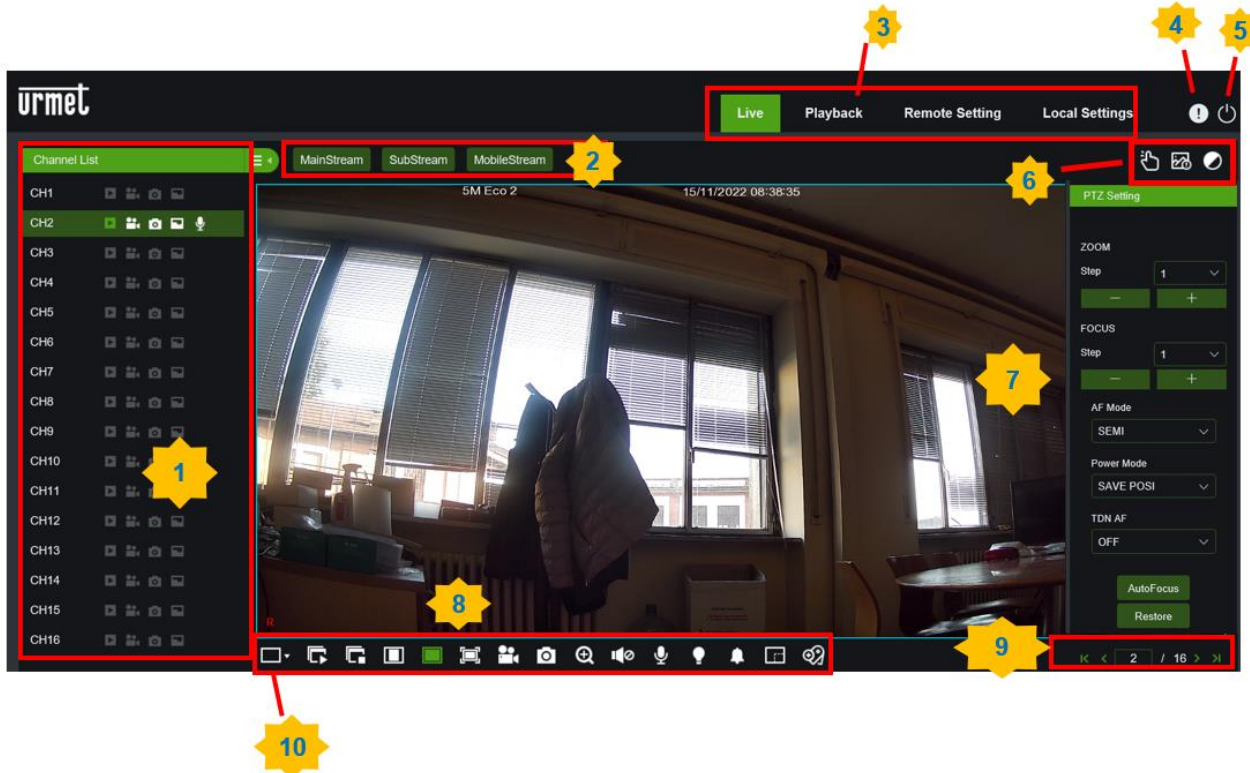 3
4
5
urmet
Live Playback Remote Setting Local Settings
!
Channel List
MainStream SubStream MobileStream
2
6
5M Eco 2 15/11/2022 08:38:35
PTZ Setting
CH1
CH2
CH3
CH4
CH5
CH6
CH7
CH8
CH9
CH10
CH11
CH12
CH13
CH14
CH15
CH16
1
ZOOM
Step 1
− +
FOCUS
Step 1
− +
7
AF Mode
SEMI
Power Mode
SAVE POSI
TDN AF
OFF
AutoFocus
Restore
8
R
9
2 / 16
10